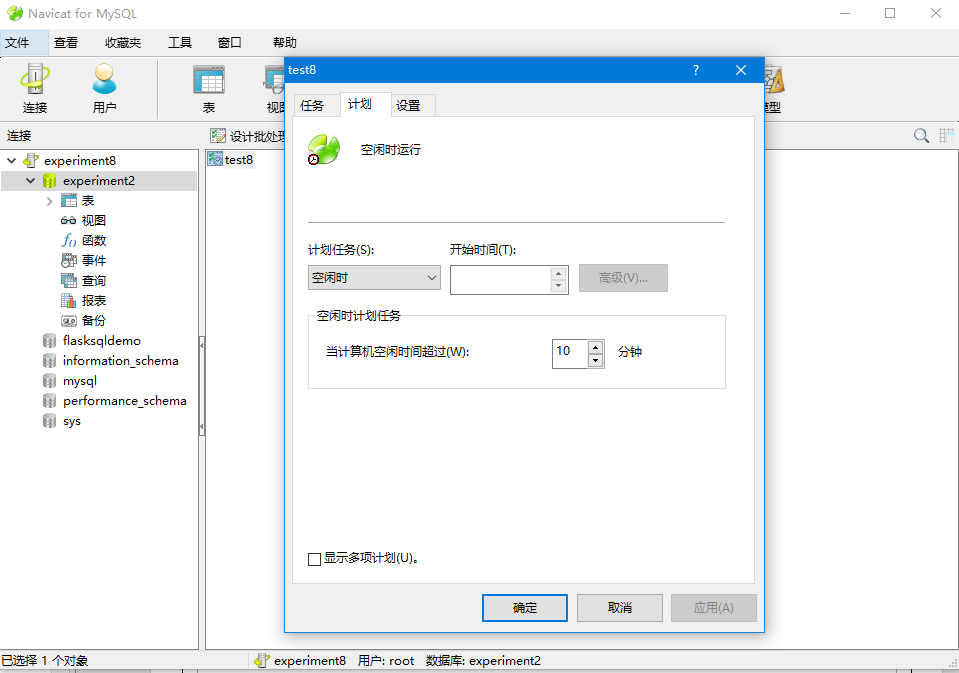 Navicat for MySQL
文件 查看 收藏夹 工具 窗口 帮助
连接 用户 表 视图 模型
连接 设计批处理
experiment8
experiment2
表
视图
函数
事件
查询
报表
备份
flasksqldemo
information_schema
mysql
performance_schema
sys
test8
test8 ?
任务 计划 设置
空闲时运行
计划任务(S): 开始时间(T):
空闲时 高级(V)...
空闲时计划任务
当计算机空闲时间超过(W): 10 分钟
显示多项计划(U)。
确定 取消 应用(A)
已选择 1 个对象 experiment8 用户: root 数据库: experiment2